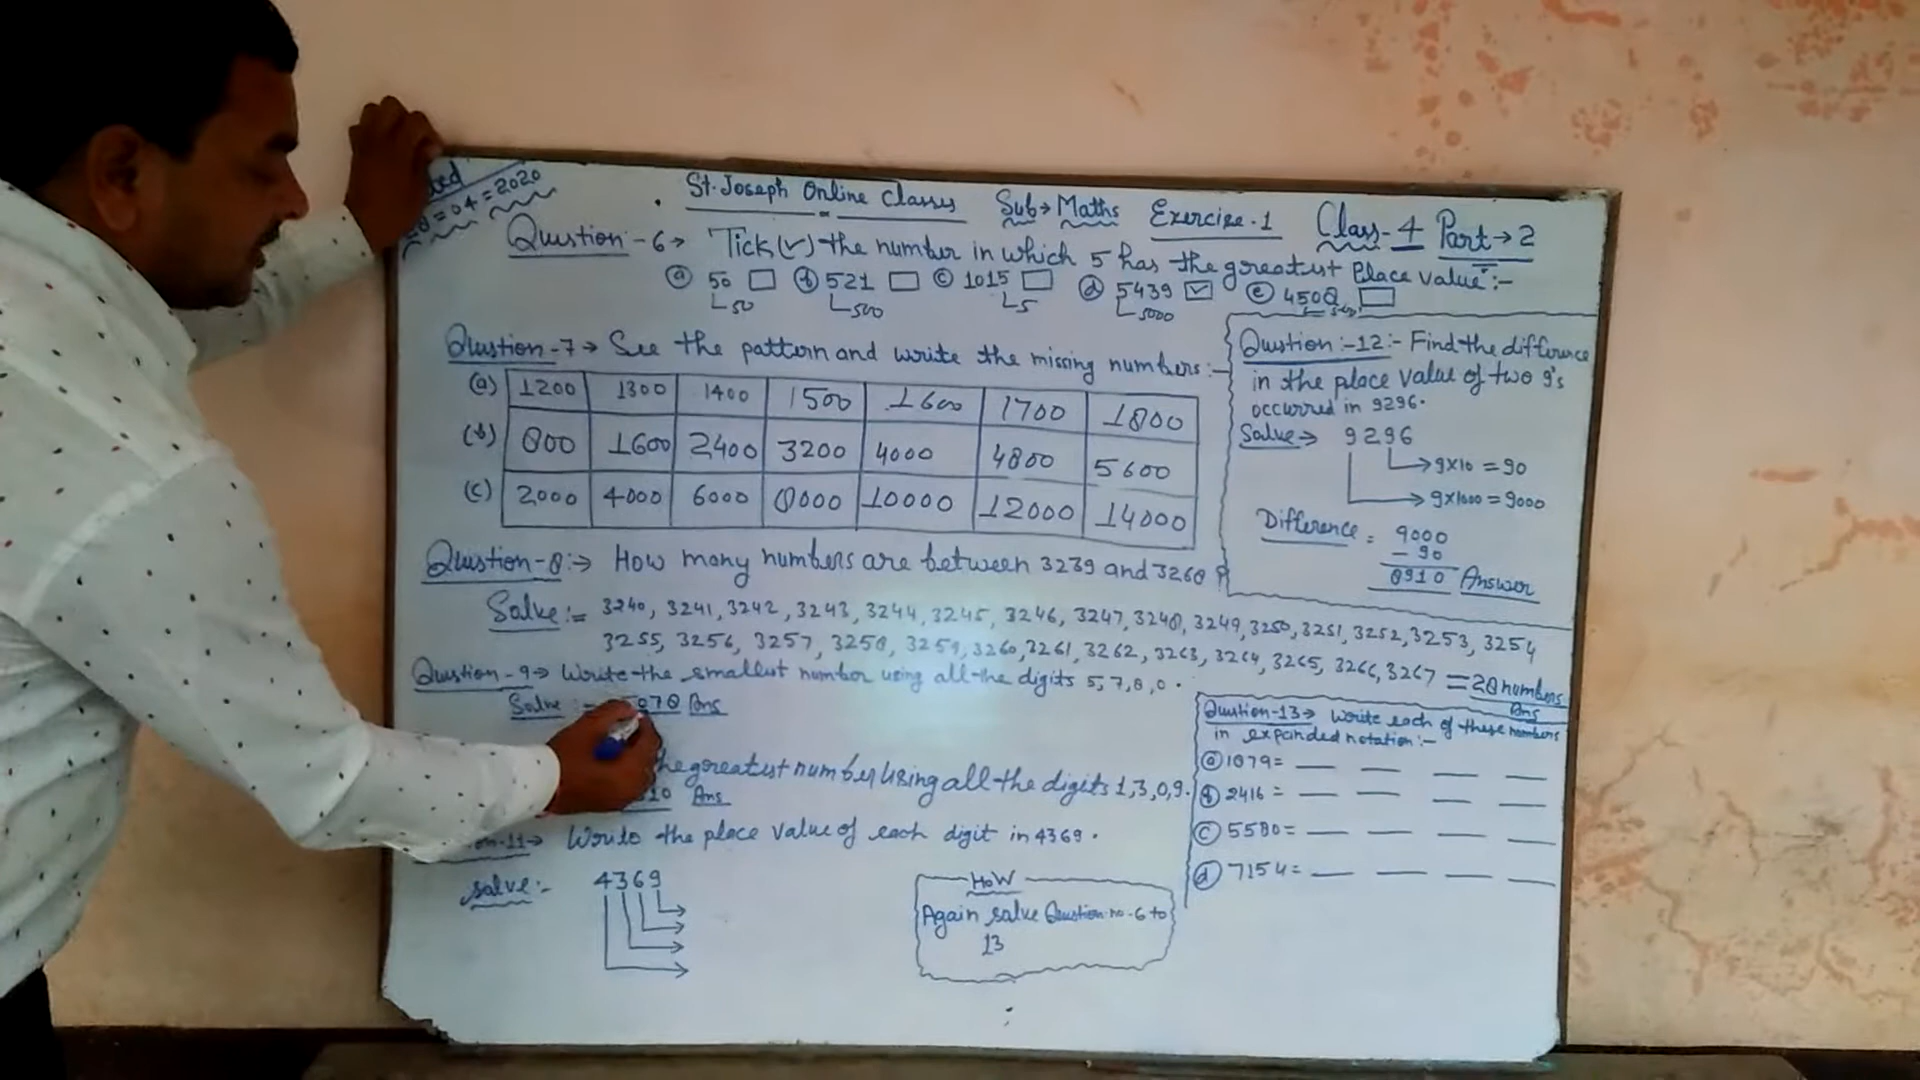 =04=2020
St. Joseph Online Classes Sub→Maths Exercise-1 Class-4 Part→2
Question-6→ Tick(✓) the number in which 5 has the greatest Place value:-
(a) 50 (b) 521 (c) 1015 (d) 5439 ✓ (e) 4508
50 500 5 5000
Question-7→ See the pattern and write the missing numbers:-
(a) 1200 1300 1400 1500 1600 1700 1800
(b) 800 1600 2400 3200 4000 4800 5600
(c) 2000 4000 6000 8000 10000 12000 14000
Question-8:→ How many numbers are between 3239 and 3268 ?
Solve:= 3240, 3241, 3242, 3243, 3244, 3245, 3246, 3247, 3248, 3249, 3250, 3251, 3252, 3253, 3254
3255, 3256, 3257, 3258, 3259, 3260, 3261, 3262, 3263, 3264, 3265, 3266, 3267 = 28 numbers
Ans
Question-9→ Write the smallest number using all the digits 5,7,8,0.
Solve:- 078 Ans
the greatest number using all the digits 1,3,0,9.
10 Ans
-11→ Write the place value of each digit in 4369.
Solve:- 4369
Question:-12:- Find the difference
in the place value of two 9's
occurred in 9296.
Solve→ 9296
9x10=90
9x1000=9000
Difference = 9000
-90
8910 Answer
Question-13→ Write each of these numbers
in expanded notation:-
(a) 1879=
(b) 2416=
(c) 5580=
(d) 7154=
HOW
Again solve Question no-6 to
13